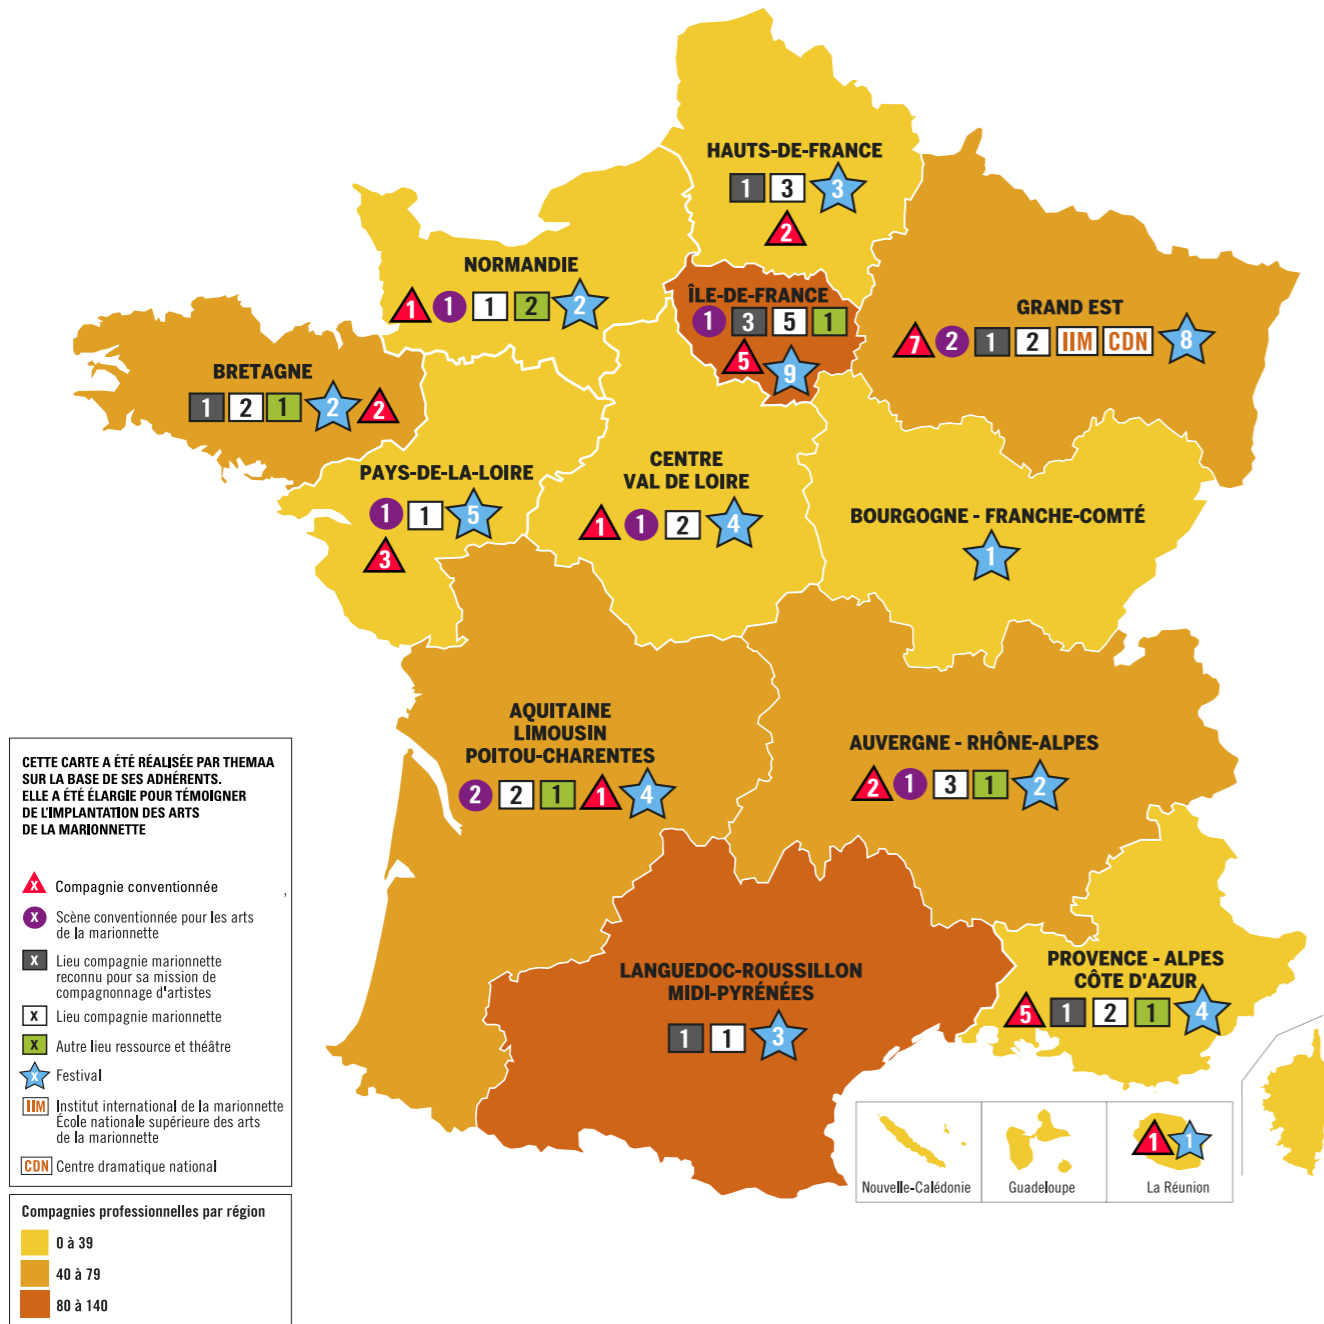 HAUTS-DE-FRANCE
1 3 3
2
NORMANDIE
1 1 1 2 2
ÎLE-DE-FRANCE
1 3 5 1
5 9
GRAND EST
7 2 1 2 IIM CDN 8
BRETAGNE
1 2 1 2 2
PAYS-DE-LA-LOIRE
1 1 5
3
CENTRE
VAL DE LOIRE
1 1 2 4
BOURGOGNE - FRANCHE-COMTÉ
1
AQUITAINE
LIMOUSIN
POITOU-CHARENTES
2 2 1 1 4
AUVERGNE - RHÔNE-ALPES
2 1 3 1 2
LANGUEDOC-ROUSSILLON
MIDI-PYRÉNÉES
1 1 3
PROVENCE - ALPES
CÔTE D'AZUR
5 1 2 1 4
1 1
Nouvelle-Calédonie
Guadeloupe
La Réunion
CETTE CARTE A ÉTÉ RÉALISÉE PAR THEMAA
SUR LA BASE DE SES ADHÉRENTS.
ELLE A ÉTÉ ÉLARGIE POUR TÉMOIGNER
DE L'IMPLANTATION DES ARTS
DE LA MARIONNETTE
X Compagnie conventionnée ,
X Scène conventionnée pour les arts
de la marionnette
X Lieu compagnie marionnette
reconnu pour sa mission de
compagnonnage d'artistes
X Lieu compagnie marionnette
X Autre lieu ressource et théâtre
X Festival
IIM Institut international de la marionnette
École nationale supérieure des arts
de la marionnette
CDN Centre dramatique national
Compagnies professionnelles par région
0 à 39
40 à 79
80 à 140